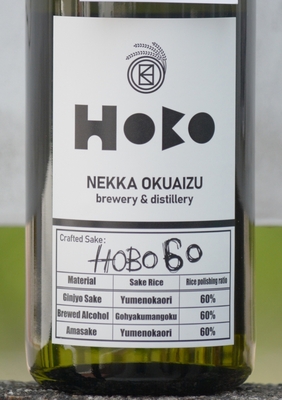 HOBO
NEKKA OKUAIZU
brewery & distillery
Crafted Sake:
HOBO 60
Material Sake Rice Rice polishing ratio
Ginjyo Sake Yumenokaori 60%
Brewed Alcohol Gohyakumangoku 60%
Amasake Yumenokaori 60%